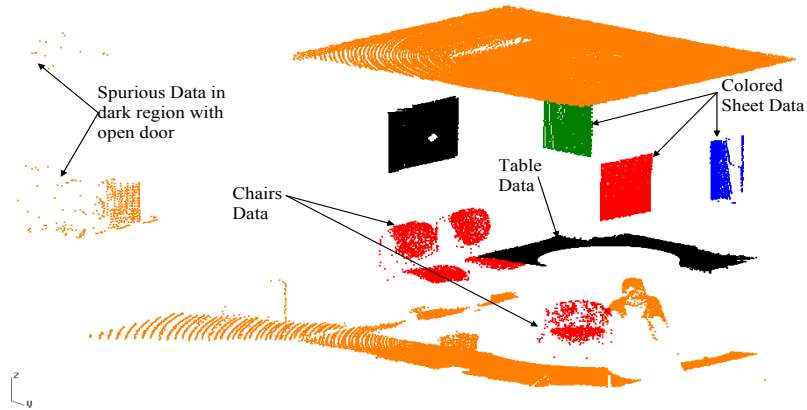 Spurious Data in
dark region with
open door
Colored
Sheet Data
Table
Data
Chairs
Data
z
y